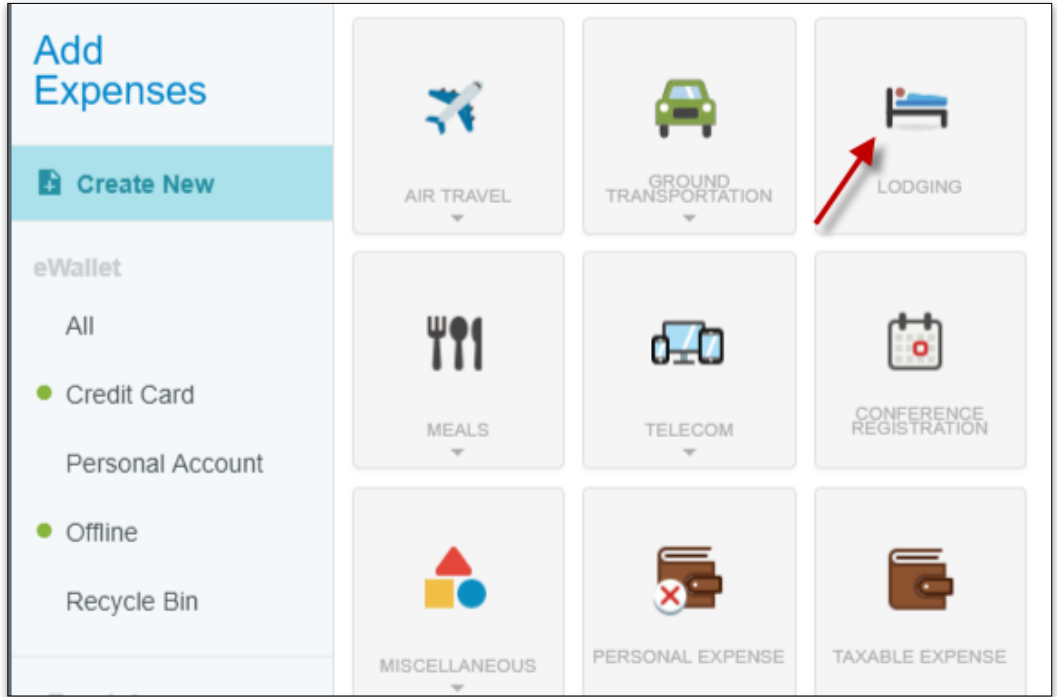 Add
Expenses
Create New
eWallet
All
Credit Card
Personal Account
Offline
Recycle Bin
AIR TRAVEL
GROUND
TRANSPORTATION
LODGING
MEALS
TELECOM
CONFERENCE
REGISTRATION
MISCELLANEOUS
PERSONAL EXPENSE
TAXABLE EXPENSE